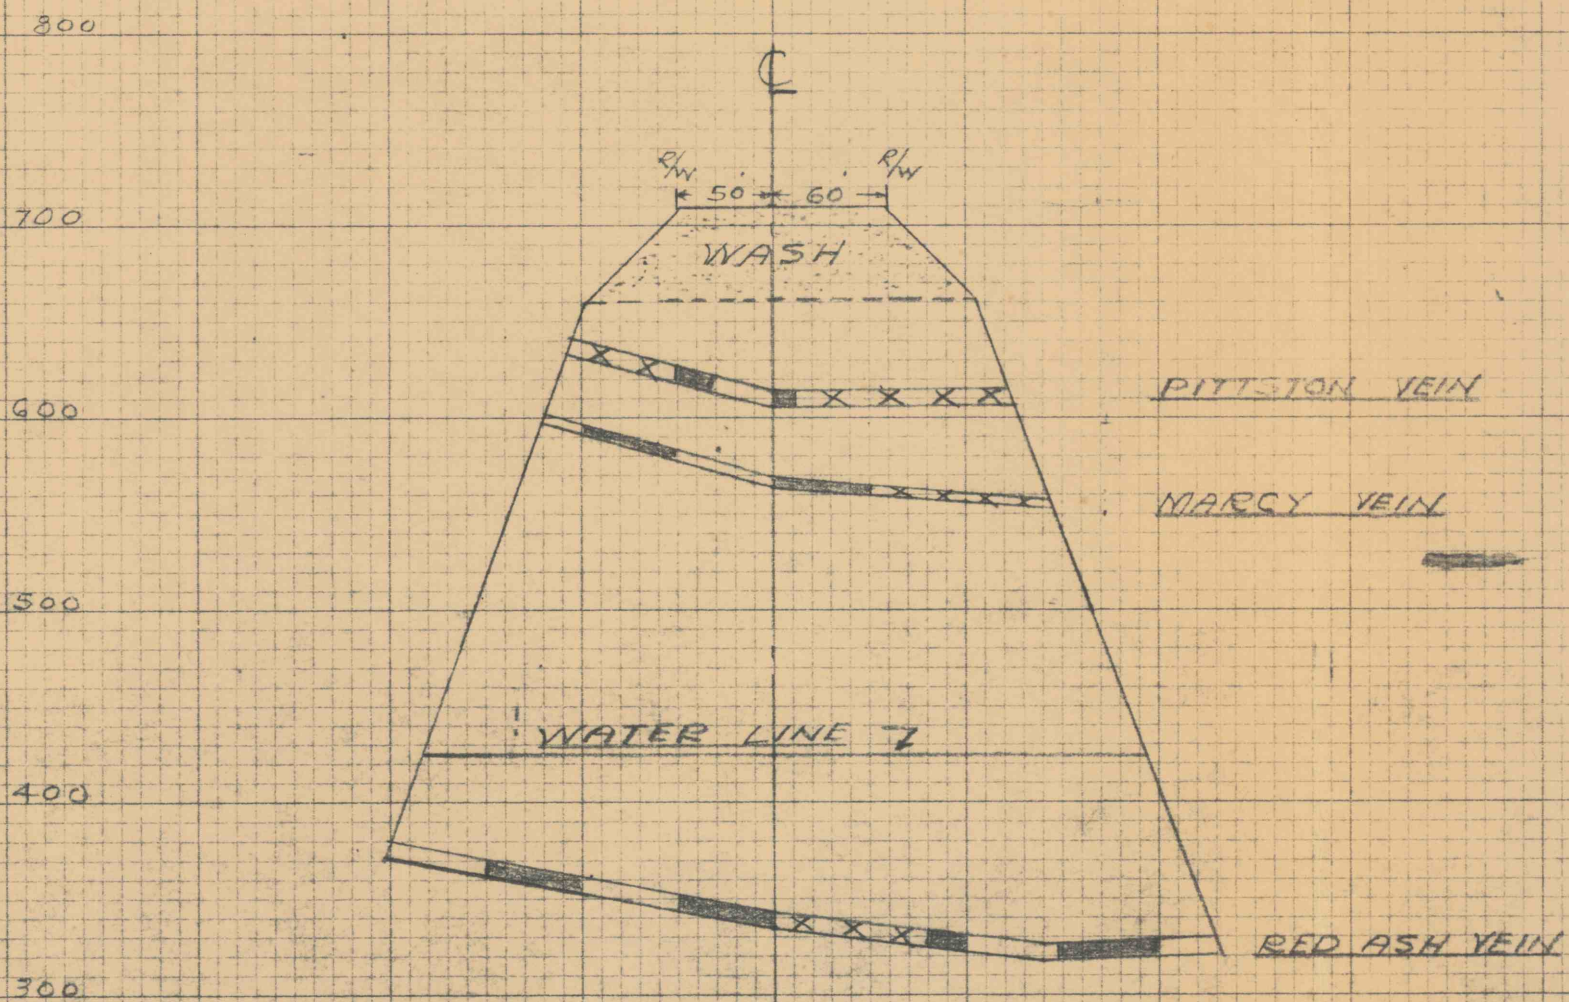 800
℄
R/W R/W
50 60
700
WASH
PITTSTON VEIN
600
MARCY VEIN
500
WATER LINE
400
RED ASH VEIN
300